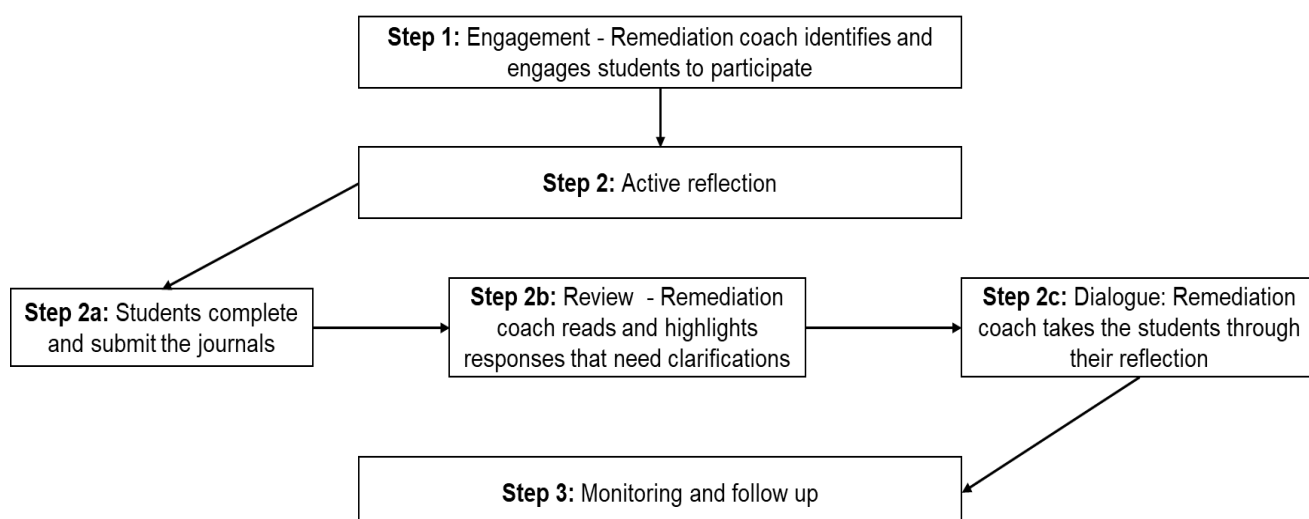 Step 1: Engagement - Remediation coach identifies and
engages students to participate
Step 2: Active reflection
Step 2a: Students complete
and submit the journals
Step 2b: Review - Remediation
coach reads and highlights
responses that need clarifications
Step 2c: Dialogue: Remediation
coach takes the students through
their reflection
Step 3: Monitoring and follow up